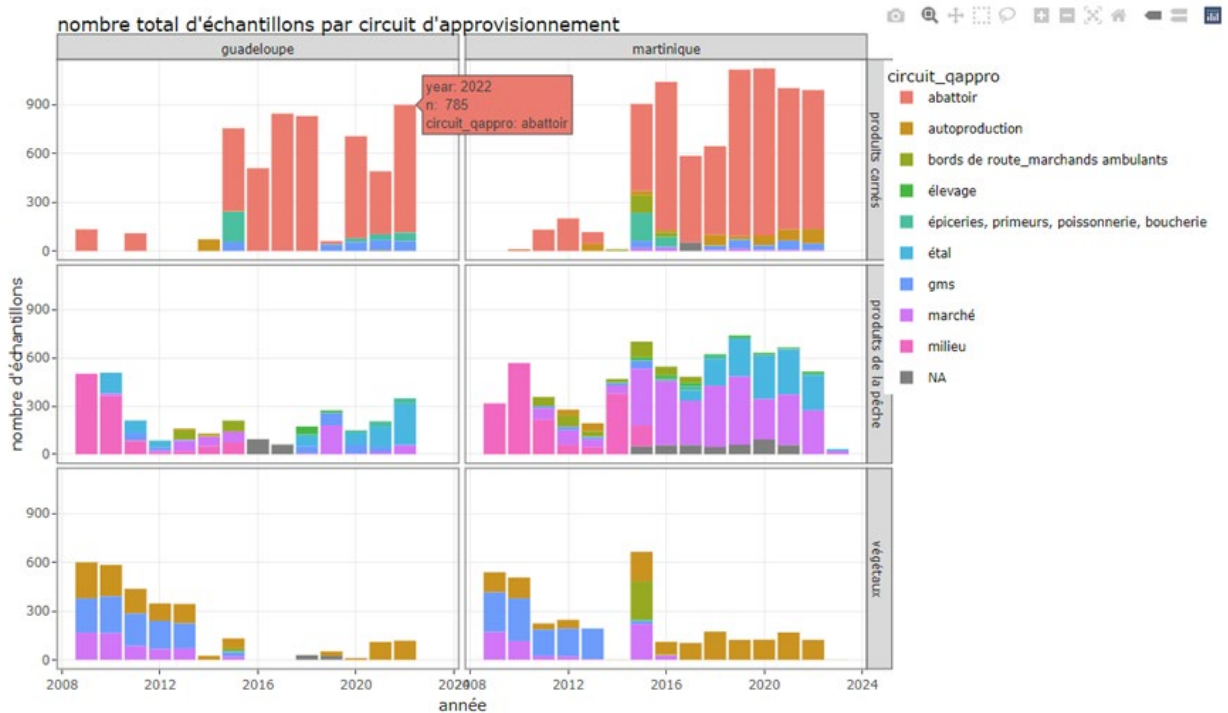 nombre total d'échantillons par circuit d'approvisionnement
guadeloupe
martinique
year: 2022
n: 785
circuit_qappro: abattoir
900
600
300
0
produits carnés
900
600
300
0
produits de la pêche
900
600
300
0
végétaux
nombre d'échantillons
2008
2012
2016
2020
2024
2008
2012
2016
2020
2024
année
circuit_qappro
abattoir
autoproduction
bords de route_marchands ambulants
élevage
épiceries, primeurs, poissonnerie, boucherie
étal
gms
marché
milieu
NA